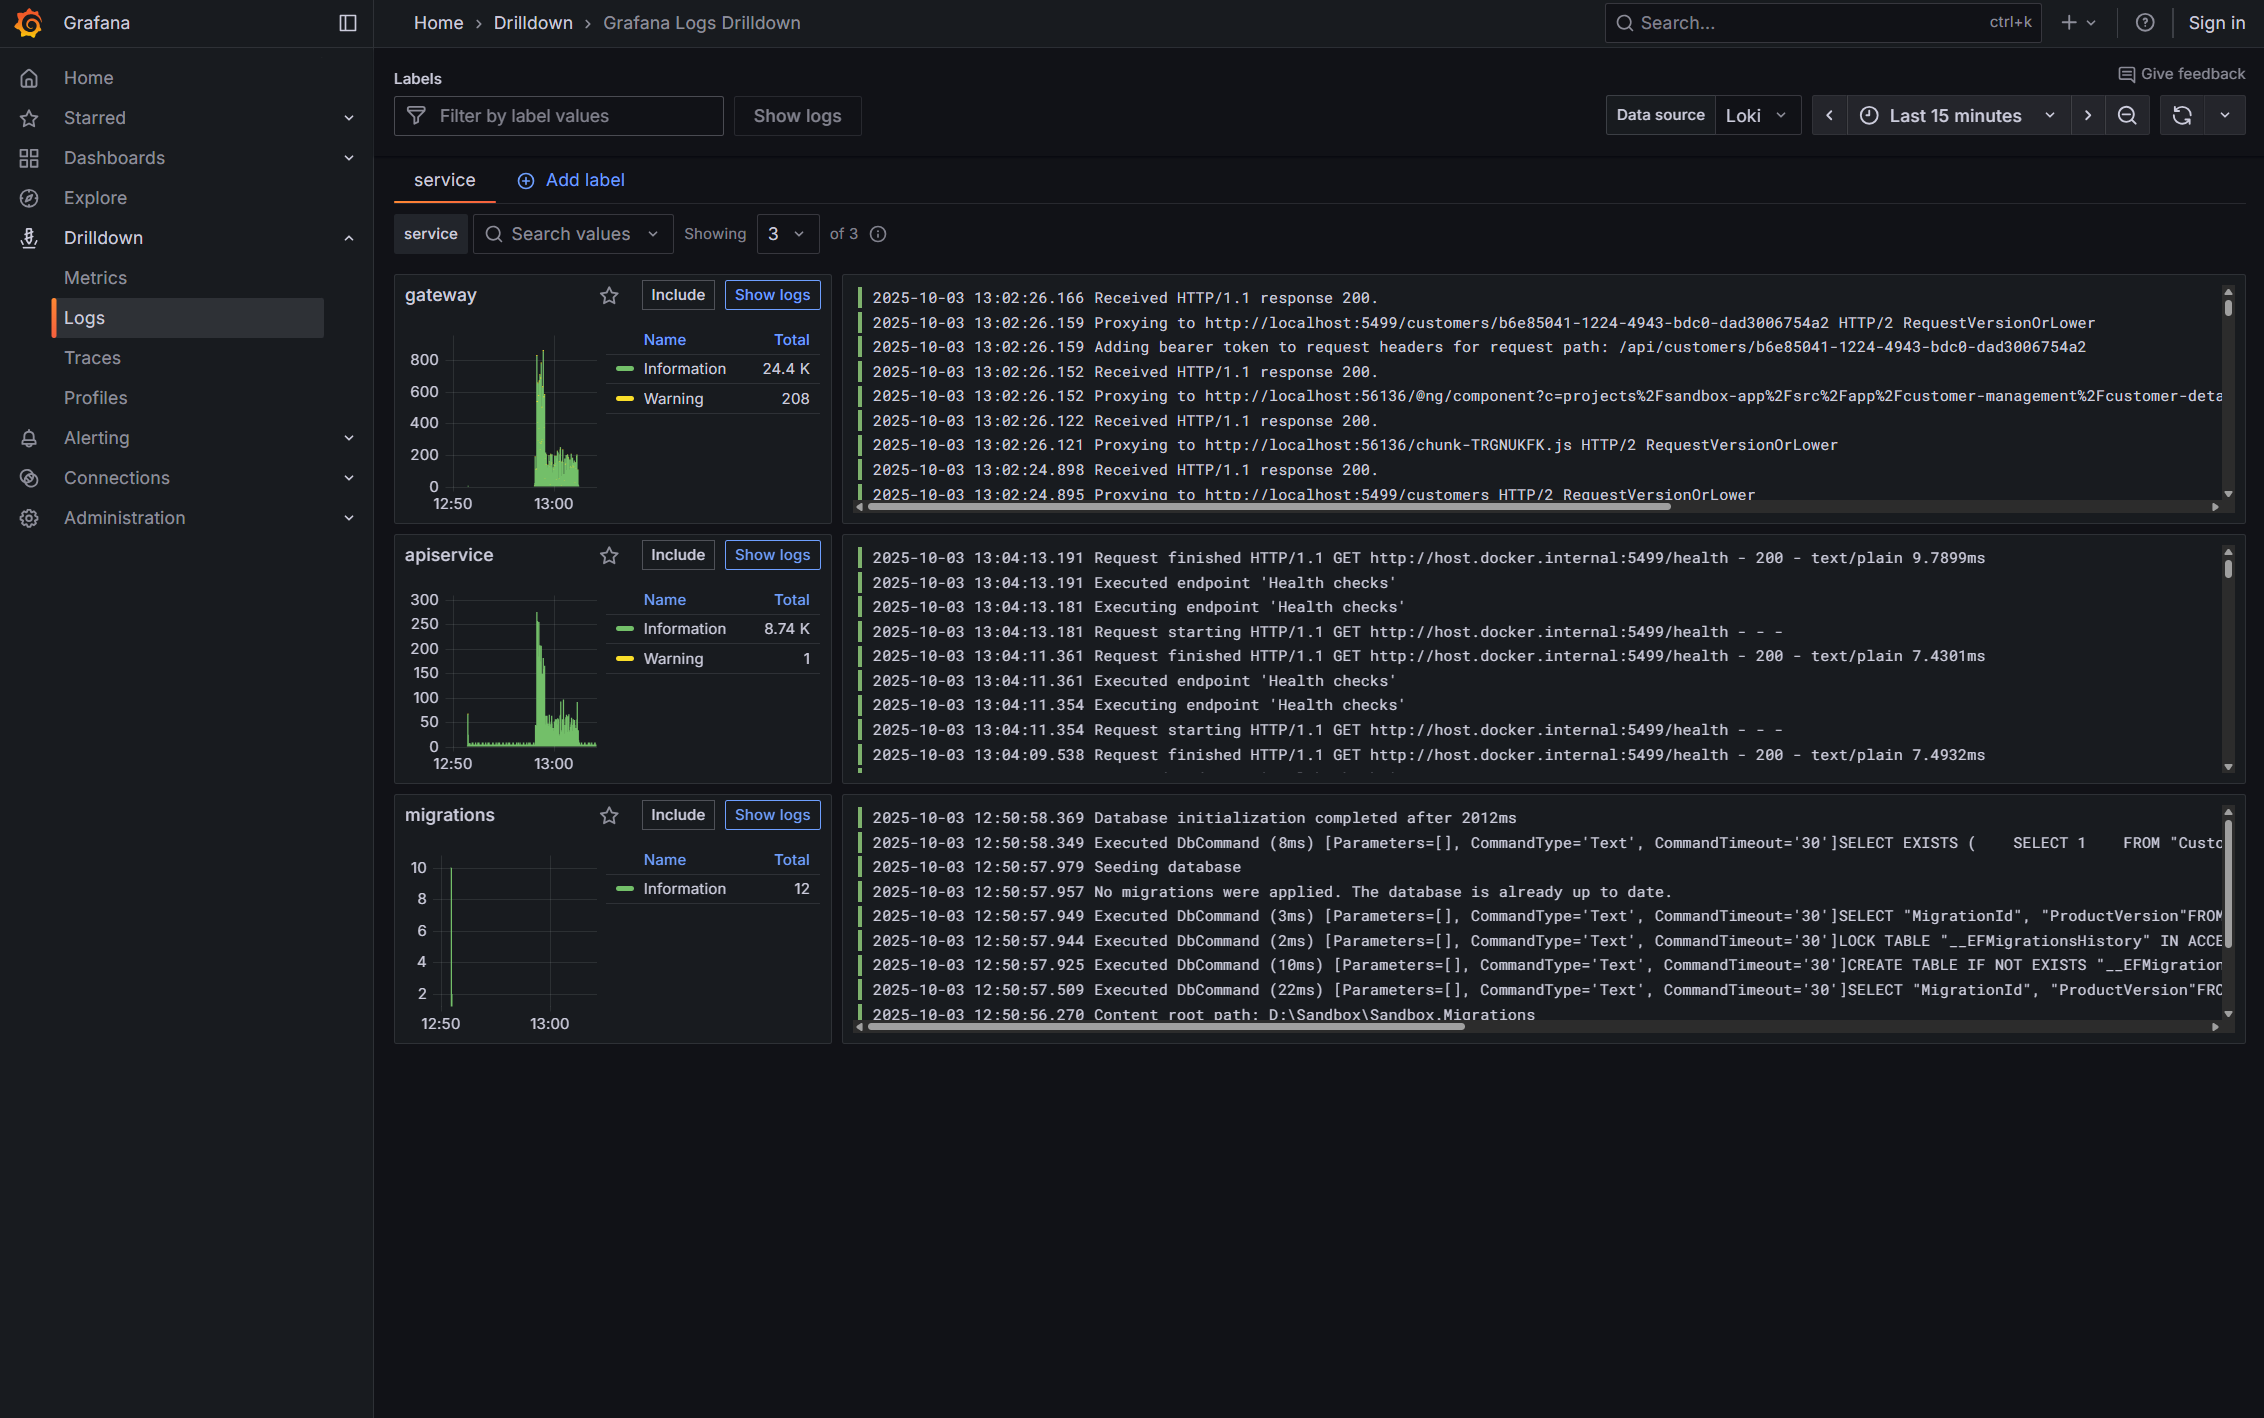 Grafana
Home › Drilldown › Grafana Logs Drilldown
Search... ctrl+k
Sign in
Home
Starred
Dashboards
Explore
Drilldown
Metrics
Logs
Traces
Profiles
Alerting
Connections
Administration
Give feedback
Labels
Filter by label values
Show logs
Data source Loki
Last 15 minutes
service
Add label
service Search values Showing 3 of 3
gateway Include Show logs
Name Total
Information 24.4 K
Warning 208
800
600
400
200
0
12:50 13:00
2025-10-03 13:02:26.166 Received HTTP/1.1 response 200.
2025-10-03 13:02:26.159 Proxying to http://localhost:5499/customers/b6e85041-1224-4943-bdc0-dad3006754a2 HTTP/2 RequestVersionOrLower
2025-10-03 13:02:26.159 Adding bearer token to request headers for request path: /api/customers/b6e85041-1224-4943-bdc0-dad3006754a2
2025-10-03 13:02:26.152 Received HTTP/1.1 response 200.
2025-10-03 13:02:26.152 Proxying to http://localhost:56136/@ng/component?c=projects%2Fsandbox-app%2Fsrc%2Fapp%2Fcustomer-management%2Fcustomer-deta
2025-10-03 13:02:26.122 Received HTTP/1.1 response 200.
2025-10-03 13:02:26.121 Proxying to http://localhost:56136/chunk-TRGNUKFK.js HTTP/2 RequestVersionOrLower
2025-10-03 13:02:24.898 Received HTTP/1.1 response 200.
2025-10-03 13:02:24.895 Proxying to http://localhost:5499/customers HTTP/2 RequestVersionOrLower
apiservice Include Show logs
Name Total
Information 8.74 K
Warning 1
300
250
200
150
100
50
0
12:50 13:00
2025-10-03 13:04:13.191 Request finished HTTP/1.1 GET http://host.docker.internal:5499/health - 200 - text/plain 9.7899ms
2025-10-03 13:04:13.191 Executed endpoint 'Health checks'
2025-10-03 13:04:13.181 Executing endpoint 'Health checks'
2025-10-03 13:04:13.181 Request starting HTTP/1.1 GET http://host.docker.internal:5499/health - - -
2025-10-03 13:04:11.361 Request finished HTTP/1.1 GET http://host.docker.internal:5499/health - 200 - text/plain 7.4301ms
2025-10-03 13:04:11.361 Executed endpoint 'Health checks'
2025-10-03 13:04:11.354 Executing endpoint 'Health checks'
2025-10-03 13:04:11.354 Request starting HTTP/1.1 GET http://host.docker.internal:5499/health - - -
2025-10-03 13:04:09.538 Request finished HTTP/1.1 GET http://host.docker.internal:5499/health - 200 - text/plain 7.4932ms
migrations Include Show logs
Name Total
Information 12
10
8
6
4
2
12:50 13:00
2025-10-03 12:50:58.369 Database initialization completed after 2012ms
2025-10-03 12:50:58.349 Executed DbCommand (8ms) [Parameters=[], CommandType='Text', CommandTimeout='30']SELECT EXISTS ( SELECT 1 FROM "Custo
2025-10-03 12:50:57.979 Seeding database
2025-10-03 12:50:57.957 No migrations were applied. The database is already up to date.
2025-10-03 12:50:57.949 Executed DbCommand (3ms) [Parameters=[], CommandType='Text', CommandTimeout='30']SELECT "MigrationId", "ProductVersion"FROM
2025-10-03 12:50:57.944 Executed DbCommand (2ms) [Parameters=[], CommandType='Text', CommandTimeout='30']LOCK TABLE "__EFMigrationsHistory" IN ACCE
2025-10-03 12:50:57.925 Executed DbCommand (10ms) [Parameters=[], CommandType='Text', CommandTimeout='30']CREATE TABLE IF NOT EXISTS "__EFMigration
2025-10-03 12:50:57.509 Executed DbCommand (22ms) [Parameters=[], CommandType='Text', CommandTimeout='30']SELECT "MigrationId", "ProductVersion"FRO
2025-10-03 12:50:56.270 Content root path: D:\Sandbox\Sandbox.Migrations